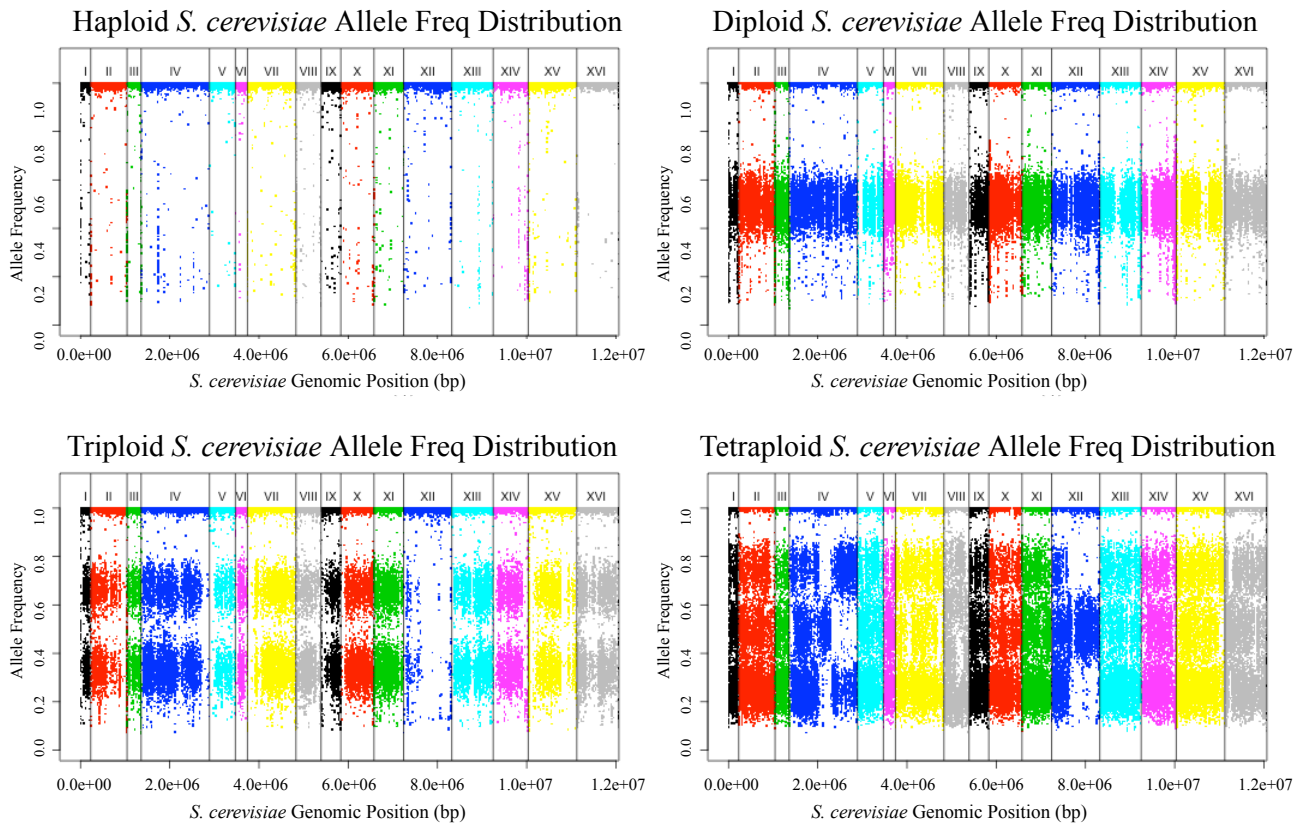 Haploid S. cerevisiae Allele Freq Distribution
I II III IV V VI VII VIII IX X XI XII XIII XIV XV XVI
Allele Frequency
1.0
0.8
0.6
0.4
0.2
0.0
0.0e+00 2.0e+06 4.0e+06 6.0e+06 8.0e+06 1.0e+07 1.2e+07
S. cerevisiae Genomic Position (bp)
Diploid S. cerevisiae Allele Freq Distribution
I II III IV V VI VII VIII IX X XI XII XIII XIV XV XVI
Allele Frequency
1.0
0.8
0.6
0.4
0.2
0.0
0.0e+00 2.0e+06 4.0e+06 6.0e+06 8.0e+06 1.0e+07 1.2e+07
S. cerevisiae Genomic Position (bp)
Triploid S. cerevisiae Allele Freq Distribution
I II III IV V VI VII VIII IX X XI XII XIII XIV XV XVI
Allele Frequency
1.0
0.8
0.6
0.4
0.2
0.0
0.0e+00 2.0e+06 4.0e+06 6.0e+06 8.0e+06 1.0e+07 1.2e+07
S. cerevisiae Genomic Position (bp)
Tetraploid S. cerevisiae Allele Freq Distribution
I II III IV V VI VII VIII IX X XI XII XIII XIV XV XVI
Allele Frequency
1.0
0.8
0.6
0.4
0.2
0.0
0.0e+00 2.0e+06 4.0e+06 6.0e+06 8.0e+06 1.0e+07 1.2e+07
S. cerevisiae Genomic Position (bp)